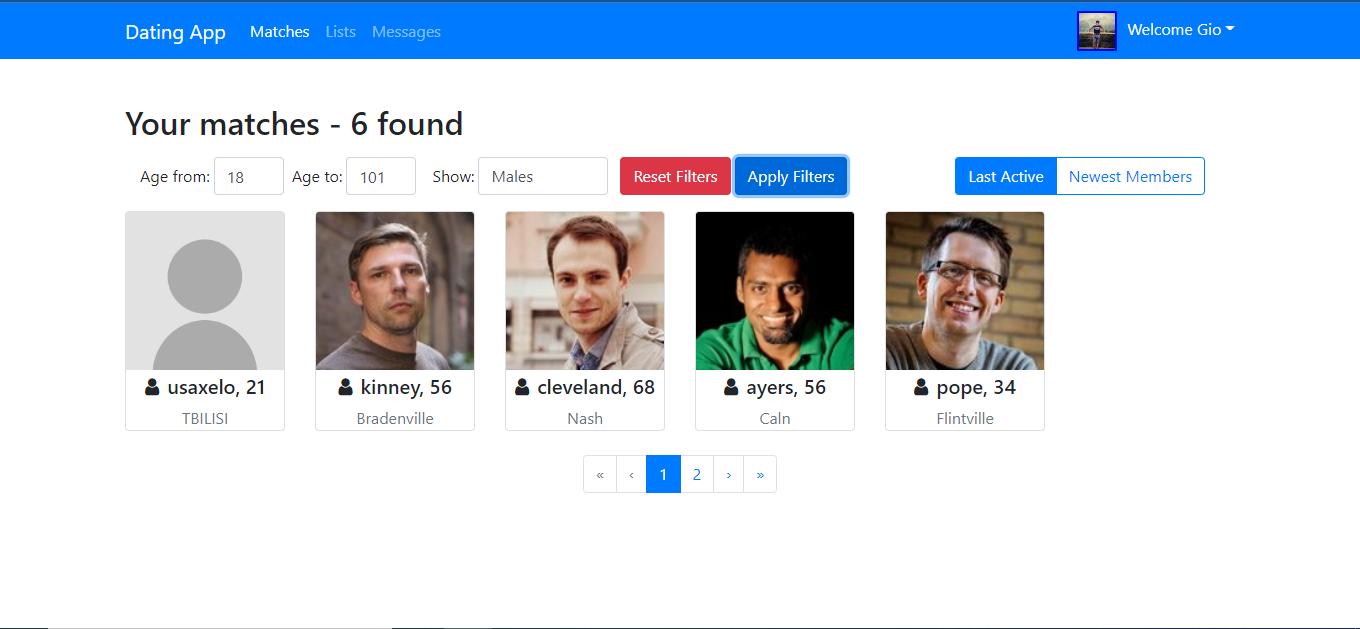 Dating App Matches Lists Messages Welcome Gio
Your matches - 6 found
Age from: 18 Age to: 101 Show: Males Reset Filters Apply Filters Last Active Newest Members
usaxelo, 21 kinney, 56 cleveland, 68 ayers, 56 pope, 34
TBILISI Bradenville Nash Caln Flintville
« ‹ 1 2 › »